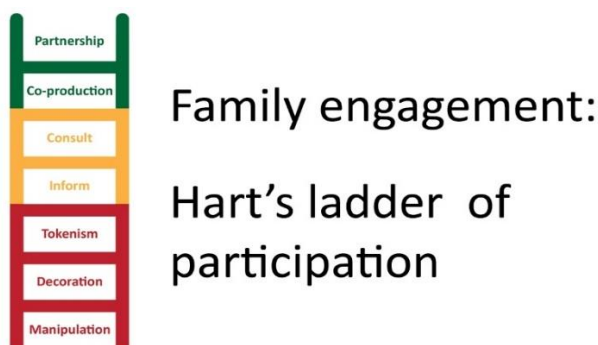 Partnership
Co-production
Consult
Inform
Tokenism
Decoration
Manipulation
Family engagement:
Hart's ladder of
participation